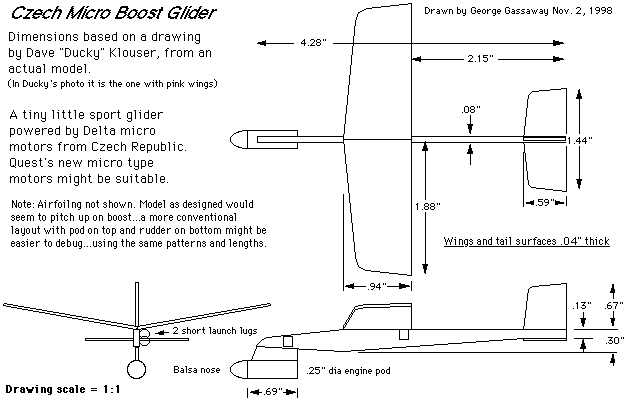 Czech Micro Boost Glider
Drawn by George Gassaway Nov. 2, 1998
Dimensions based on a drawing
by Dave "Ducky" Klouser, from an
actual model.
(In Ducky's photo it is the one with pink wings)
4.28"
2.15"
A tiny little sport glider
powered by Delta micro
motors from Czech Republic.
Quest's new micro type
motors might be suitable.
.08"
1.44"
.59"
1.88"
Note: Airfoilng not shown. Model as designed would
seem to pitch up on boost...a more conventional
layout with pod on top and rudder on bottom might be
easier to debug...using the same patterns and lengths.
Wings and tail surfaces .04" thick
.94"
2 short launch lugs
.13"
.67"
.30"
Balsa nose
.25" dia engine pod
.69"
Drawing scale = 1:1